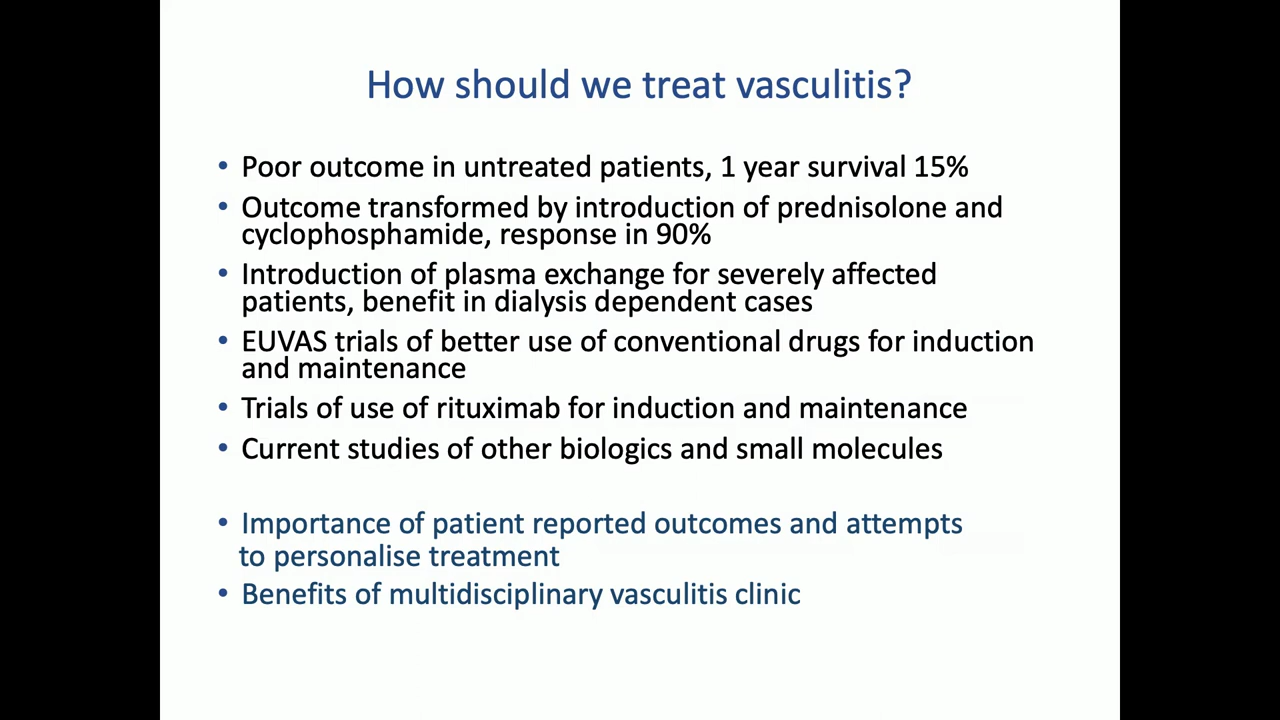 How should we treat vasculitis?
• Poor outcome in untreated patients, 1 year survival 15%
• Outcome transformed by introduction of prednisolone and
cyclophosphamide, response in 90%
• Introduction of plasma exchange for severely affected
patients, benefit in dialysis dependent cases
• EUVAS trials of better use of conventional drugs for induction
and maintenance
• Trials of use of rituximab for induction and maintenance
• Current studies of other biologics and small molecules
• Importance of patient reported outcomes and attempts
to personalise treatment
• Benefits of multidisciplinary vasculitis clinic